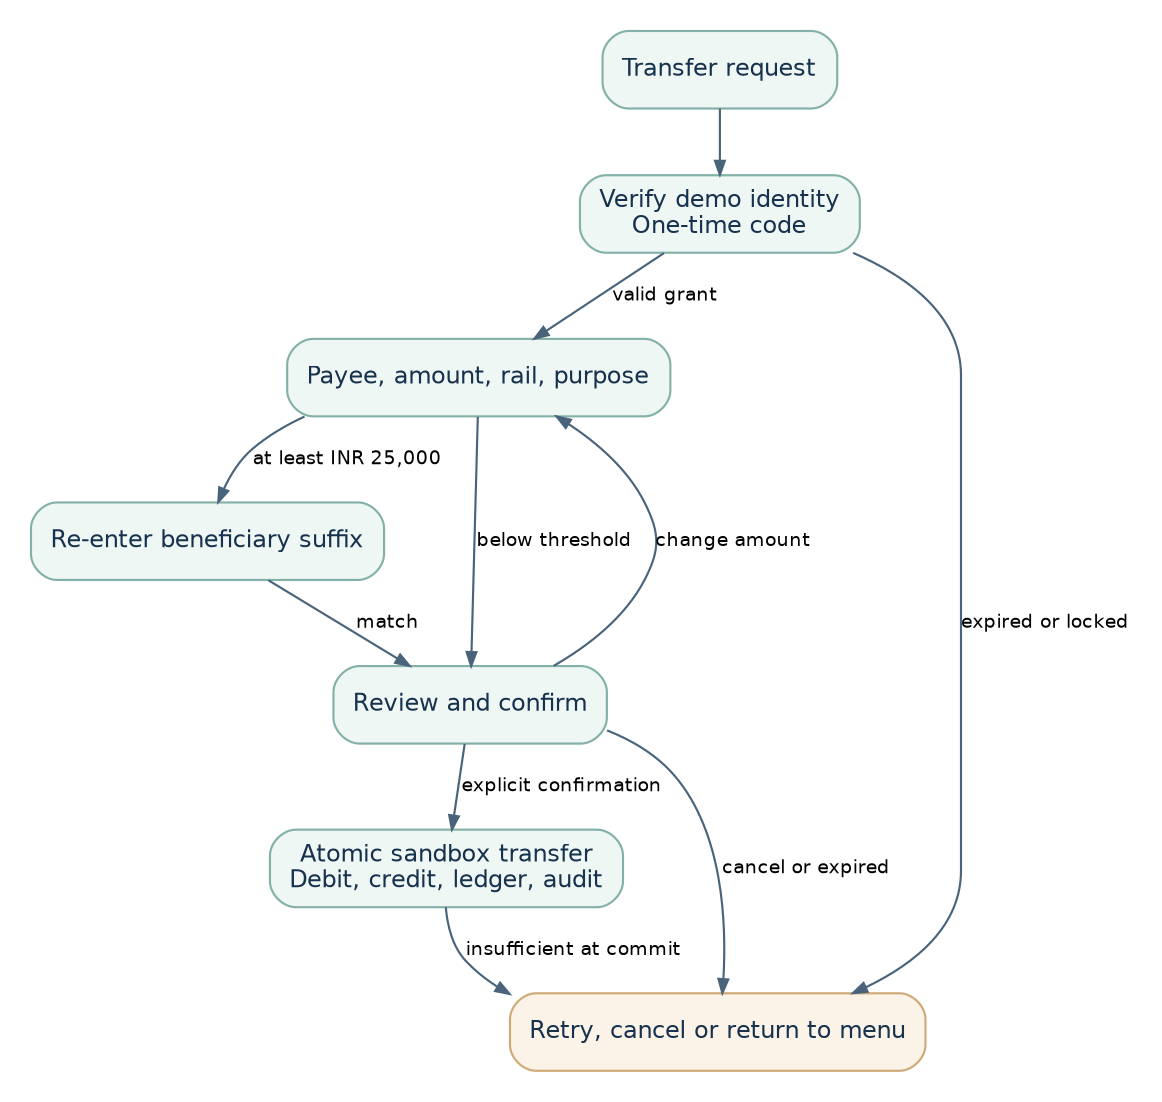 Transfer request
Verify demo identity
One-time code
valid grant
Payee, amount, rail, purpose
at least INR 25,000
Re-enter beneficiary suffix
below threshold
change amount
match
expired or locked
Review and confirm
explicit confirmation
Atomic sandbox transfer
Debit, credit, ledger, audit
cancel or expired
insufficient at commit
Retry, cancel or return to menu